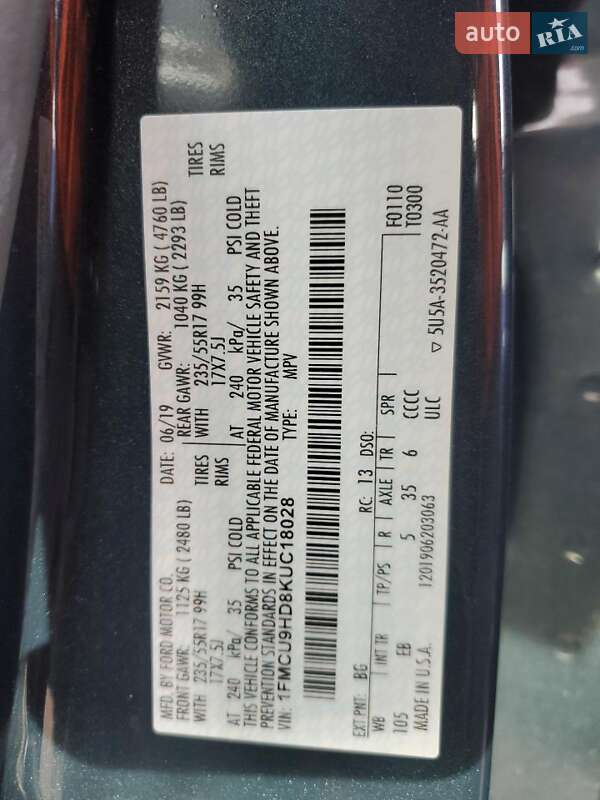 auto RIA .com
MFD. BY FORD MOTOR CO.
DATE: 06/19 GVWR: 2159 KG ( 4760 LB)
FRONT GAWR: 1125 KG ( 2480 LB) REAR GAWR: 1040 KG ( 2293 LB)
WITH 235/55R17 99H TIRES WITH 235/55R17 99H TIRES
17X7.5J RIMS 17X7.5J RIMS
AT 240 kPa/ 35 PSI COLD AT 240 kPa/ 35 PSI COLD
THIS VEHICLE CONFORMS TO ALL APPLICABLE FEDERAL MOTOR VEHICLE SAFETY AND THEFT
PREVENTION STANDARDS IN EFFECT ON THE DATE OF MANUFACTURE SHOWN ABOVE.
VIN: 1FMCU9HD8KUC18028 TYPE: MPV
EXT PNT: BG RC: 13 DSO: F0110
WB INT TR TP/PS R AXLE TR SPR T0300
105 EB 5 35 6 CCCC
ULC
MADE IN U.S.A. 1201906203063 ▽ 5U5A-3520472-AA